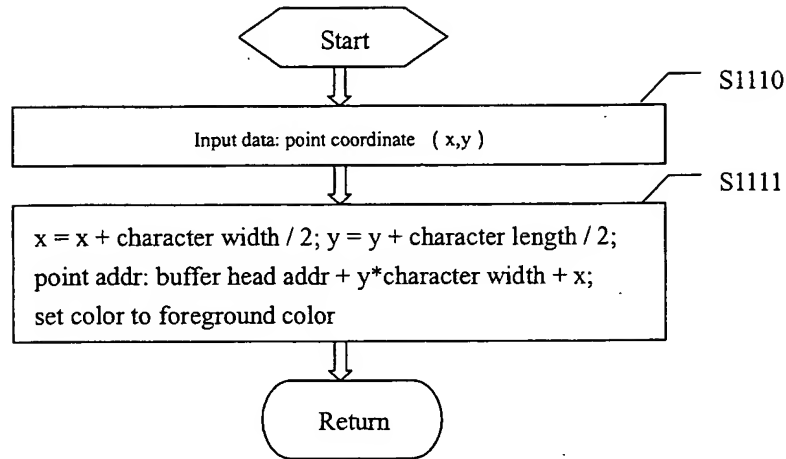 Start
S1110
Input data: point coordinate ( x,y )
S1111
x = x + character width / 2; y = y + character length / 2;
point addr: buffer head addr + y*character width + x;
set color to foreground color
Return